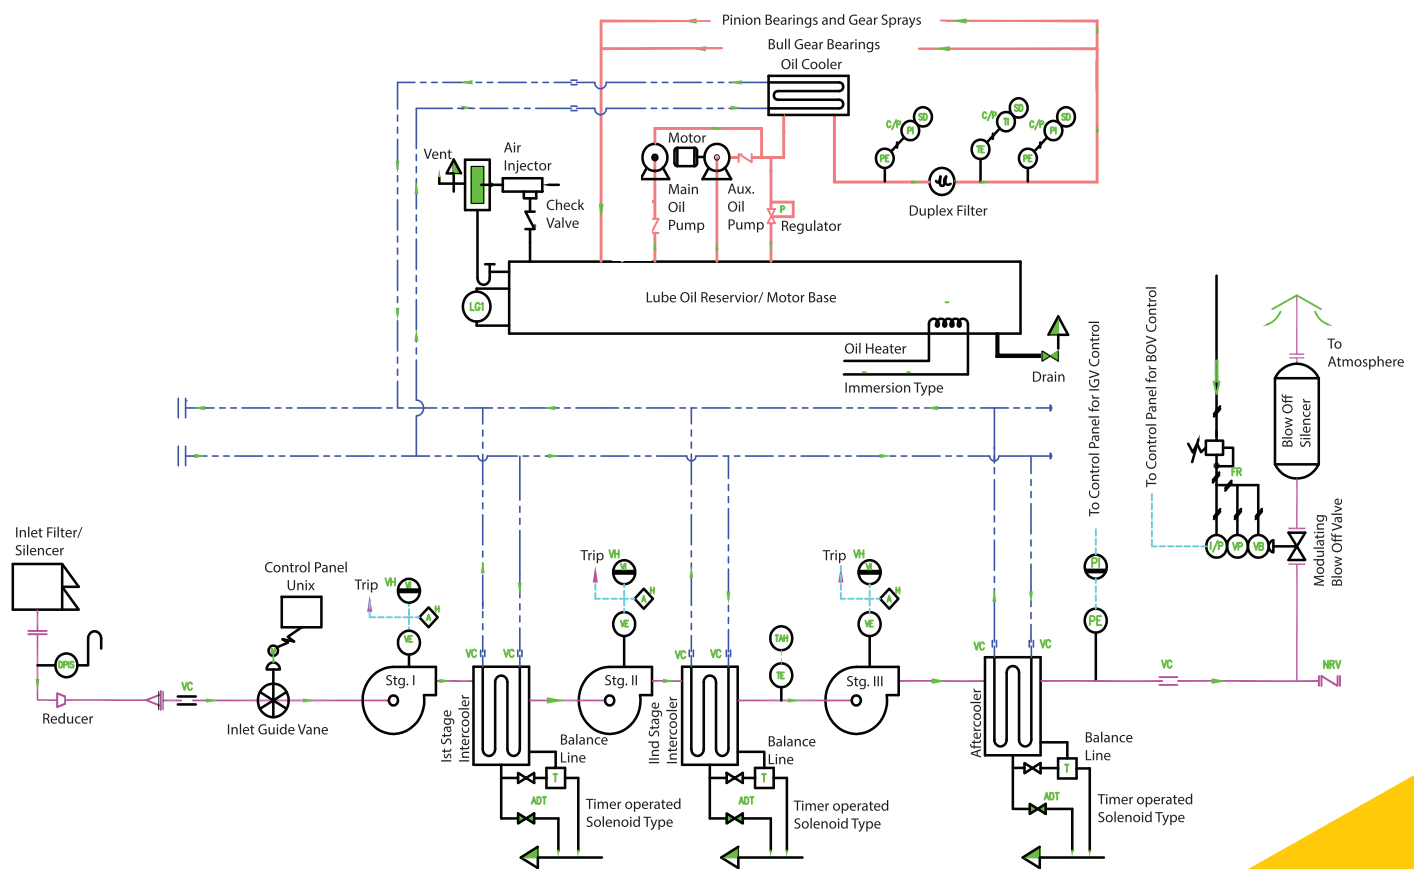 Pinion Bearings and Gear Sprays
Bull Gear Bearings
Oil Cooler
C/P
PI
SD
PE
C/P
TI
SD
TE
C/P
PI
SD
PE
Duplex Filter
Motor
Main
Oil
Pump
Aux.
Oil
Pump
P
Regulator
Vent
Air
Injector
Check
Valve
LG1
Lube Oil Reservior/ Motor Base
Oil Heater
Immersion Type
Drain
To Control Panel for IGV Control
To Control Panel for BOV Control
To
Atmosphere
Blow Off
Silencer
FR
I/P
VP
VB
Modulating
Blow Off Valve
Inlet Filter/
Silencer
DPIS
Reducer
VC
Control Panel
Unix
Inlet Guide Vane
Trip
VH
VI
H
A
VE
Stg. I
VC
VC
Ist Stage
Intercooler
Balance
Line
T
ADT
Timer operated
Solenoid Type
Trip
VH
VI
H
A
VE
Stg. II
VC
VC
IInd Stage
Intercooler
Balance
Line
T
ADT
Timer operated
Solenoid Type
TAH
TE
Trip
VH
VI
H
A
VE
Stg. III
VC
VC
Aftercooler
Balance
Line
T
ADT
Timer operated
Solenoid Type
PI
PE
VC
NRV